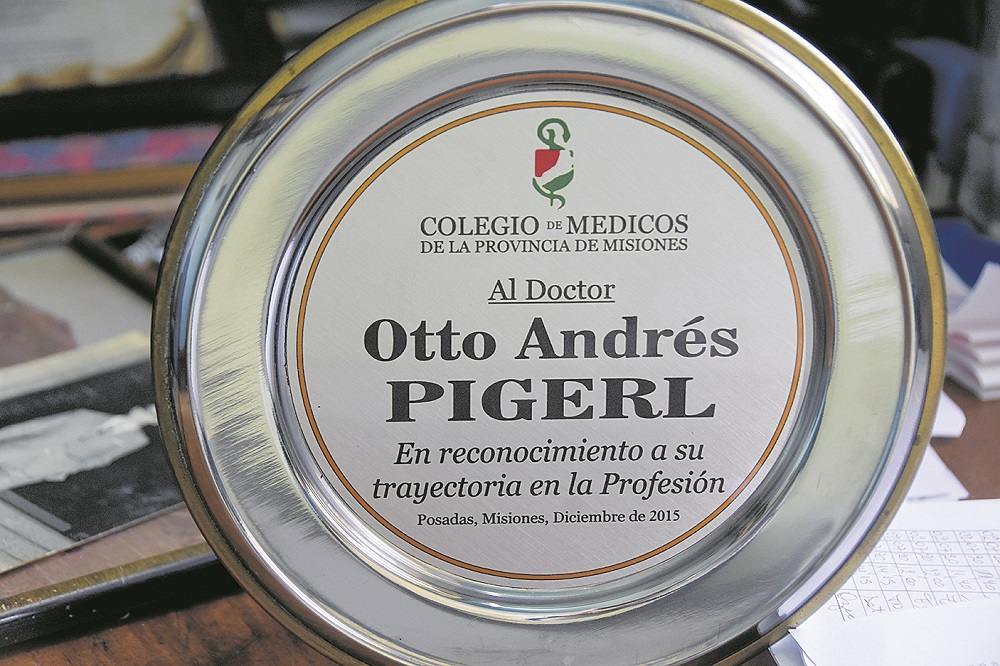 COLEGIO DE MEDICOS
DE LA PROVINCIA DE MISIONES
Al Doctor
Otto Andrés
PIGERL
En reconocimiento a su
trayectoria en la Profesión
Posadas, Misiones, Diciembre de 2015